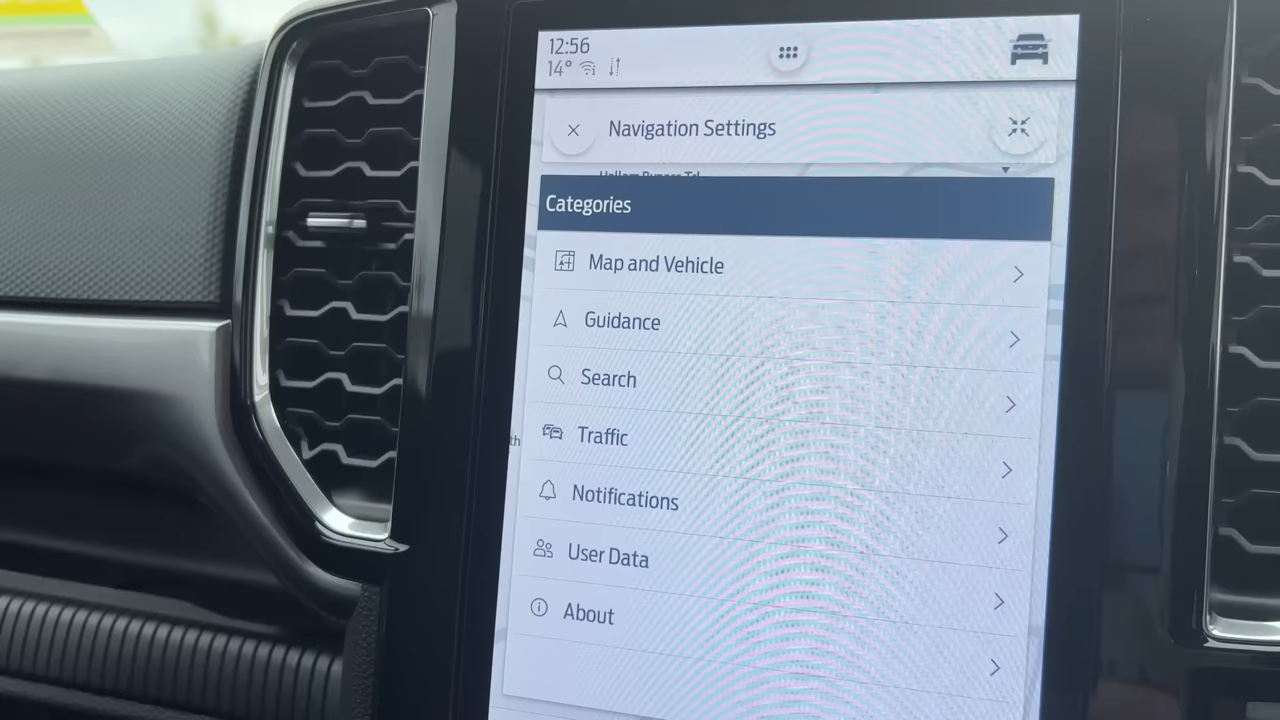 12:56
14°
Navigation Settings
Categories
Map and Vehicle
Guidance
Search
Traffic
Notifications
User Data
About